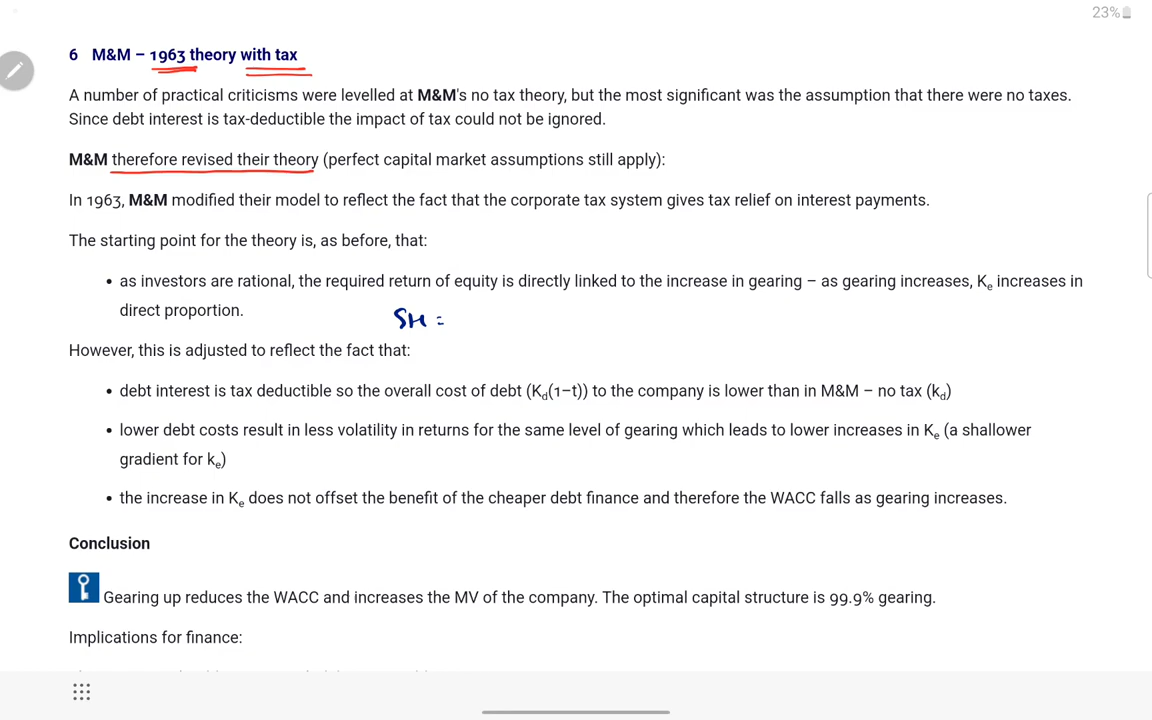 23%
6 M&M – 1963 theory with tax
A number of practical criticisms were levelled at M&M's no tax theory, but the most significant was the assumption that there were no taxes.
Since debt interest is tax-deductible the impact of tax could not be ignored.
M&M therefore revised their theory (perfect capital market assumptions still apply):
In 1963, M&M modified their model to reflect the fact that the corporate tax system gives tax relief on interest payments.
The starting point for the theory is, as before, that:
• as investors are rational, the required return of equity is directly linked to the increase in gearing – as gearing increases, Ke increases in
direct proportion.
SH =
However, this is adjusted to reflect the fact that:
• debt interest is tax deductible so the overall cost of debt (Kd(1–t)) to the company is lower than in M&M – no tax (kd)
• lower debt costs result in less volatility in returns for the same level of gearing which leads to lower increases in Ke (a shallower
gradient for ke)
• the increase in Ke does not offset the benefit of the cheaper debt finance and therefore the WACC falls as gearing increases.
Conclusion
Gearing up reduces the WACC and increases the MV of the company. The optimal capital structure is 99.9% gearing.
Implications for finance: